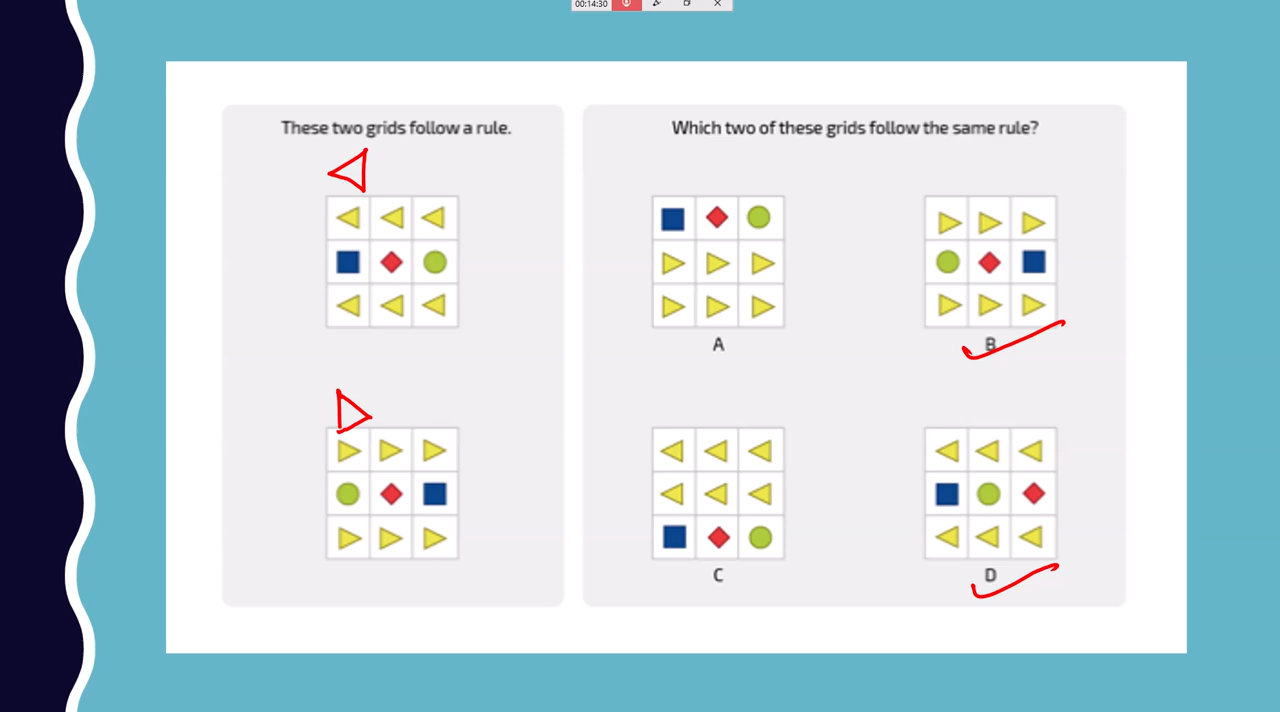 00:14:30
These two grids follow a rule.
Which two of these grids follow the same rule?
A
B
C
D